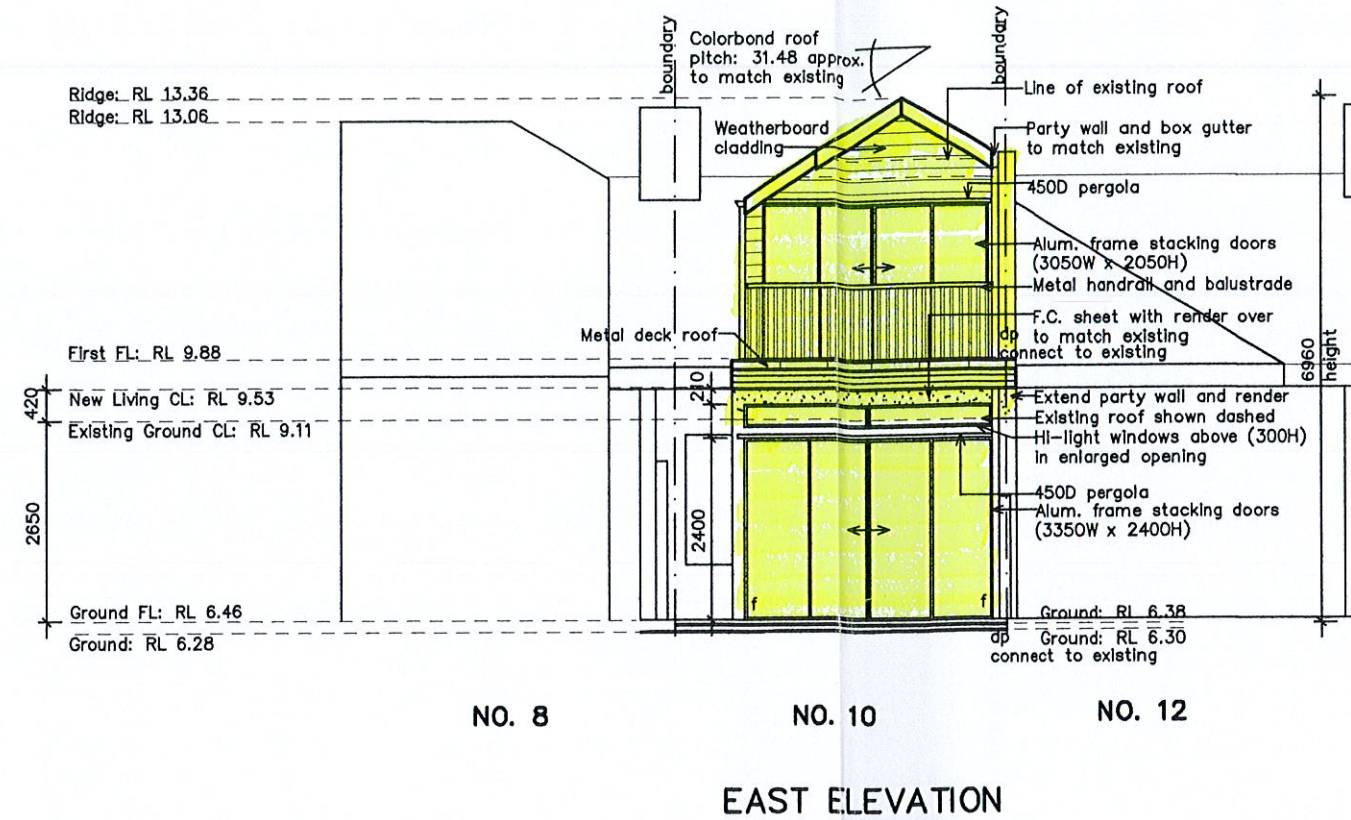 boundary
boundary
Colorbond roof
pitch: 31.48 approx.
to match existing
Ridge: RL 13.36
Ridge: RL 13.06
Line of existing roof
Weatherboard
cladding
Party wall and box gutter
to match existing
450D pergola
Alum. frame stacking doors
(3050W x 2050H)
Metal handrail and balustrade
F.C. sheet with render over
to match existing
dp
connect to existing
Metal deck roof
First FL: RL 9.88
6960
height
420
New Living CL: RL 9.53
210
Extend party wall and render
Existing roof shown dashed
Existing Ground CL: RL 9.11
Hi-light windows above (300H)
in enlarged opening
450D pergola
Alum. frame stacking doors
(3350W x 2400H)
2650
2400
f
f
Ground FL: RL 6.46
Ground: RL 6.28
Ground: RL 6.38
Ground: RL 6.30
dp
connect to existing
NO. 8
NO. 10
NO. 12
EAST ELEVATION